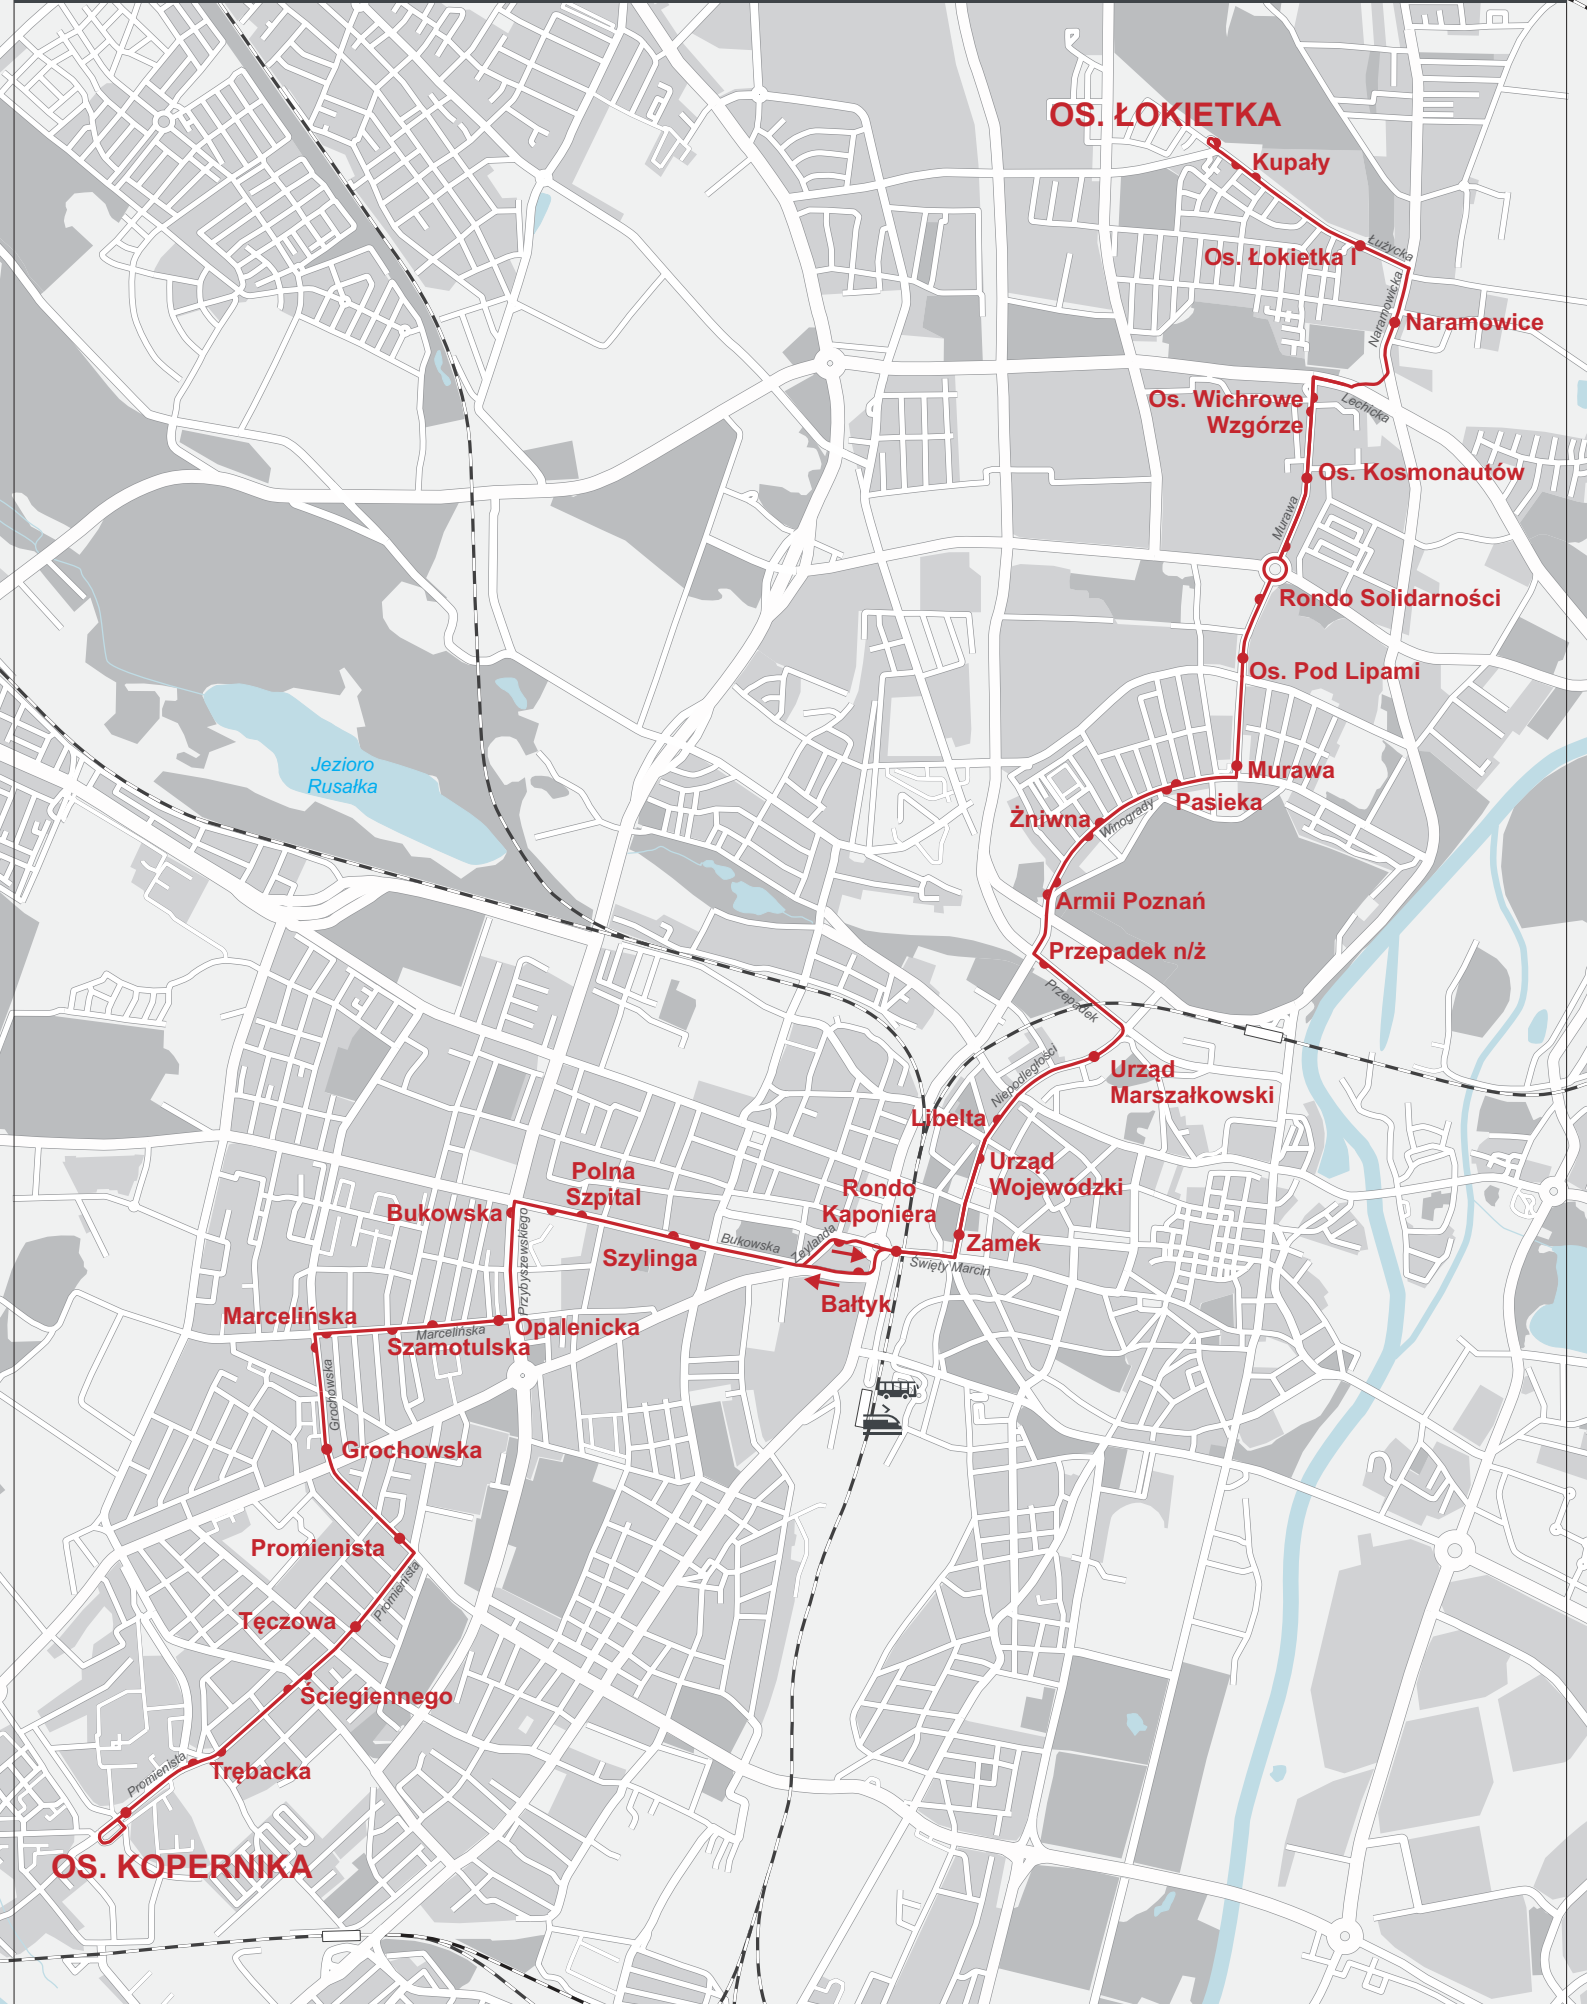 OS. ŁOKIETKA
Kupały
Łużycka
Os. Łokietka I
Naramowicka
Naramowice
Os. Wichrowe
Wzgórze
Lechicka
Os. Kosmonautów
Murawa
Rondo Solidarności
Os. Pod Lipami
Jezioro
Rusałka
Murawa
Pasieka
Żniwna
Winogrady
Armii Poznań
Przepadek n/ż
Przepadek
Urząd
Marszałkowski
Niepodległości
Libelta
Urząd
Wojewódzki
Polna
Szpital
Rondo
Kaponiera
Bukowska
Przybyszewskiego
Szylinga
Bukowska
Zeylanda
Zamek
Święty Marcin
Bałtyk
Marcelińska
Opalenicka
Marcelińska
Szamotulska
Grochowska
Grochowska
Promienista
Promienista
Tęczowa
Ściegiennego
Trębacka
Promienista
OS. KOPERNIKA